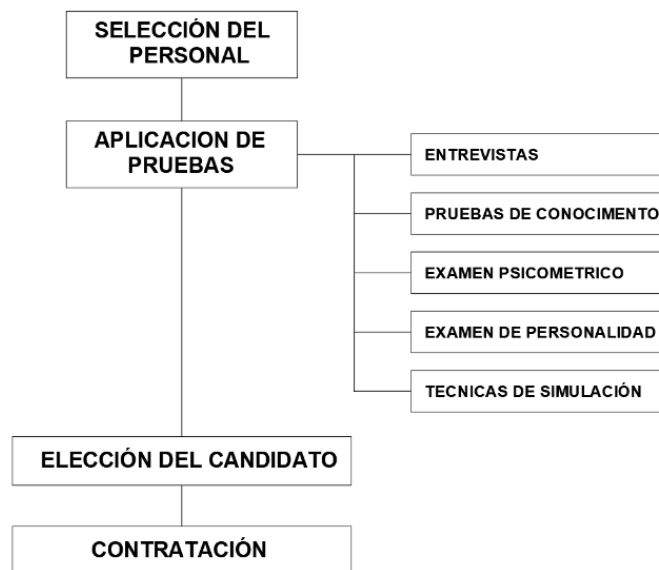 SELECCIÓN DEL
PERSONAL
APLICACION DE
PRUEBAS
ENTREVISTAS
PRUEBAS DE CONOCIMENTO
EXAMEN PSICOMETRICO
EXAMEN DE PERSONALIDAD
TECNICAS DE SIMULACIÓN
ELECCIÓN DEL CANDIDATO
CONTRATACIÓN